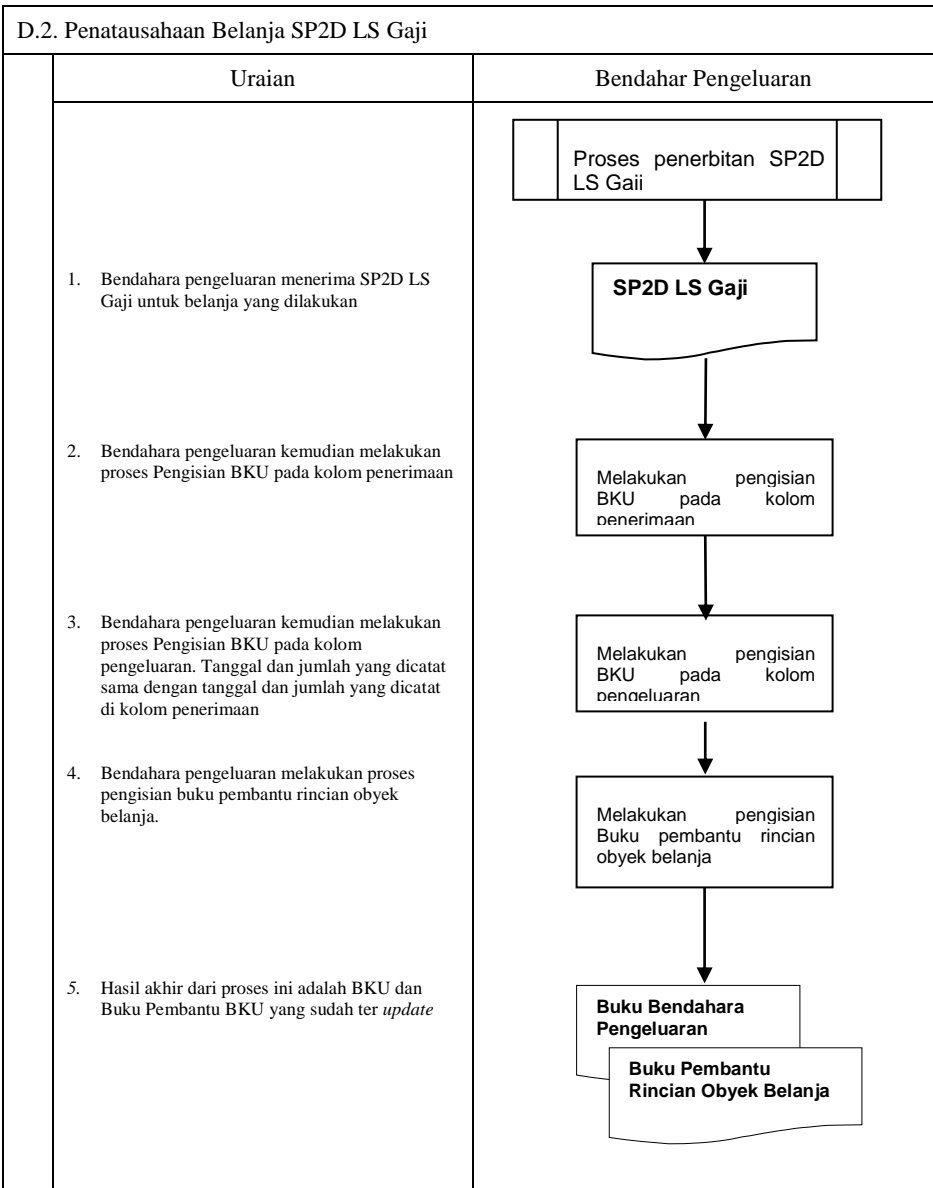 D.2. Penatausahaan Belanja SP2D LS Gaji
Uraian
Bendahar Pengeluaran
Proses penerbitan SP2D
LS Gaji
1. Bendahara pengeluaran menerima SP2D LS
Gaji untuk belanja yang dilakukan
SP2D LS Gaji
2. Bendahara pengeluaran kemudian melakukan
proses Pengisian BKU pada kolom penerimaan
Melakukan pengisian
BKU pada kolom
penerimaan
3. Bendahara pengeluaran kemudian melakukan
proses Pengisian BKU pada kolom
pengeluaran. Tanggal dan jumlah yang dicatat
sama dengan tanggal dan jumlah yang dicatat
di kolom penerimaan
Melakukan pengisian
BKU pada kolom
pengeluaran
4. Bendahara pengeluaran melakukan proses
pengisian buku pembantu rincian obyek
belanja.
Melakukan pengisian
Buku pembantu rincian
obyek belanja
5. Hasil akhir dari proses ini adalah BKU dan
Buku Pembantu BKU yang sudah ter update
Buku Bendahara
Pengeluaran
Buku Pembantu
Rincian Obyek Belanja